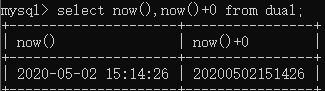 mysql> select now(),now()+0 from dual;
+---------------------+----------------+
| now()               | now()+0        |
+---------------------+----------------+
| 2020-05-02 15:14:26 | 20200502151426 |
+---------------------+----------------+